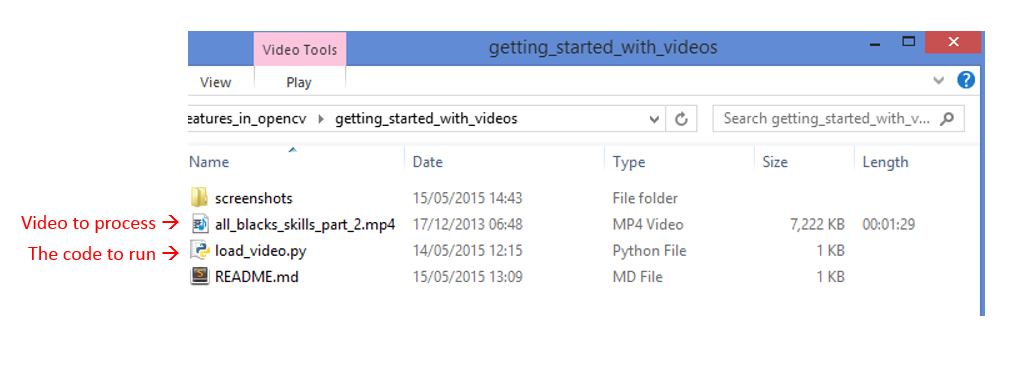 Video Tools getting_started_with_videos
View Play
eatures_in_opencv getting_started_with_videos Search getting_started_with_v...
Name Date Type Size Length
screenshots 15/05/2015 14:43 File folder
Video to process → all_blacks_skills_part_2.mp4 17/12/2013 06:48 MP4 Video 7,222 KB 00:01:29
The code to run → load_video.py 14/05/2015 12:15 Python File 1 KB
README.md 15/05/2015 13:09 MD File 1 KB